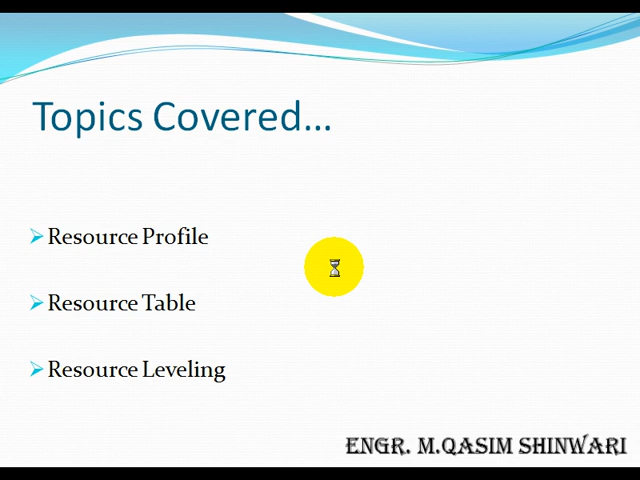 Topics Covered...
Resource Profile
Resource Table
Resource Leveling
ENGR. M.QASIM SHINWARI